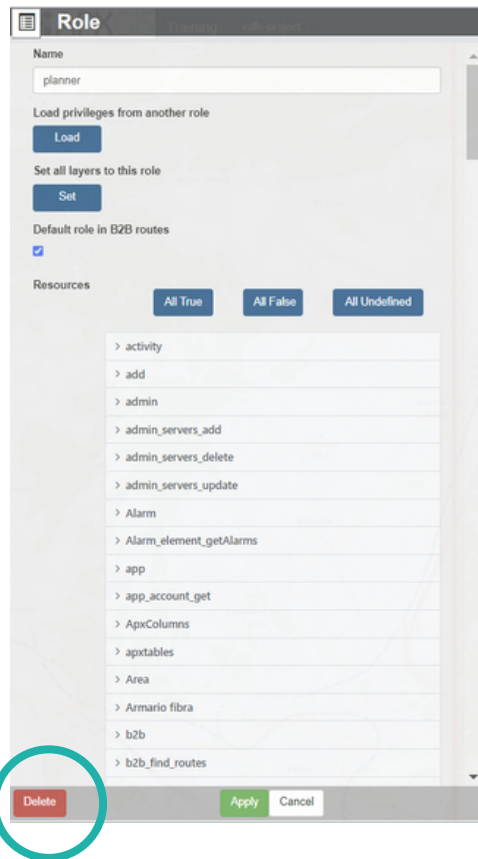 Role
Training
Name
planner
Load privileges from another role
Load
Set all layers to this role
Set
Default role in B2B routes
Resources
All True All False All Undefined
> activity
> add
> admin
> admin_servers_add
> admin_servers_delete
> admin_servers_update
> Alarm
> Alarm_element_getAlarms
> app
> app_account_get
> ApxColumns
> apxtables
> Area
> Armario fibra
> b2b
> b2b_find_routes
Delete Apply Cancel